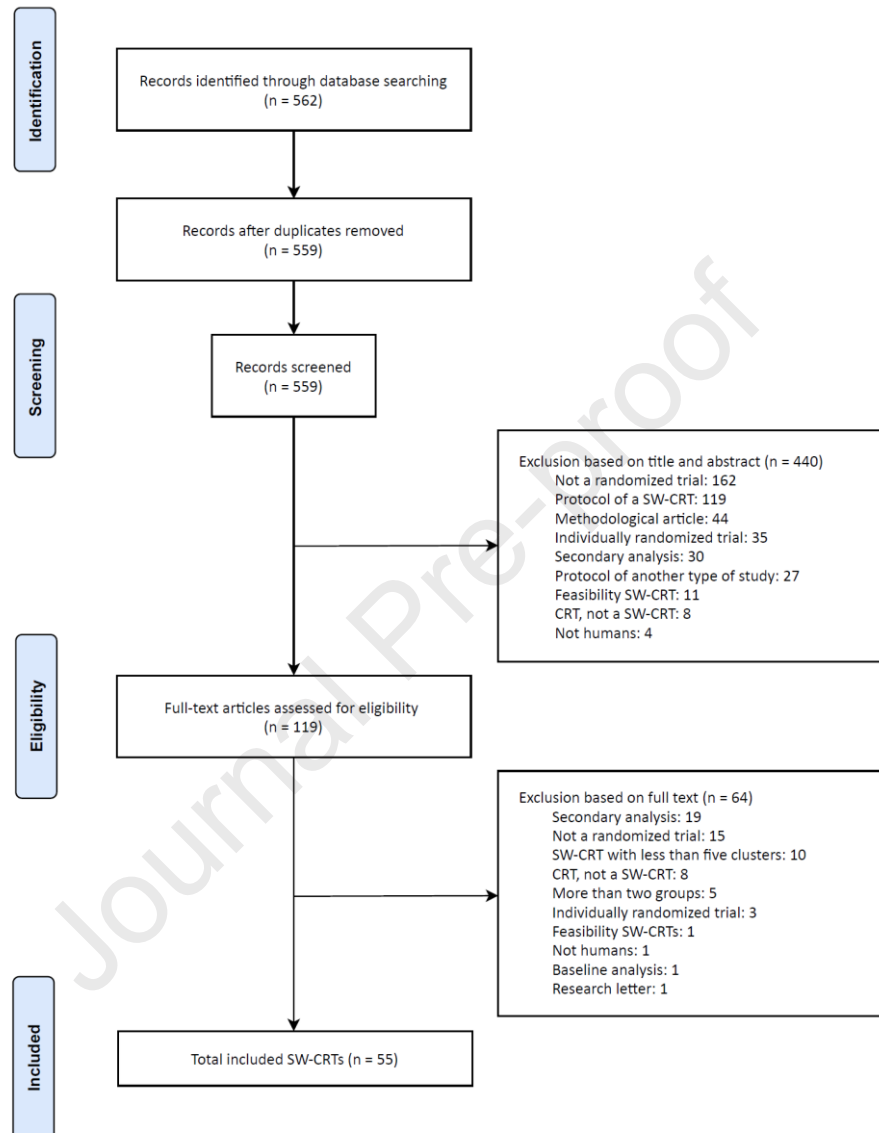 Identification
Records identified through database searching
(n = 562)
Records after duplicates removed
(n = 559)
Screening
Records screened
(n = 559)
Exclusion based on title and abstract (n = 440)
Not a randomized trial: 162
Protocol of a SW-CRT: 119
Methodological article: 44
Individually randomized trial: 35
Secondary analysis: 30
Protocol of another type of study: 27
Feasibility SW-CRT: 11
CRT, not a SW-CRT: 8
Not humans: 4
Eligibility
Full-text articles assessed for eligibility
(n = 119)
Exclusion based on full text (n = 64)
Secondary analysis: 19
Not a randomized trial: 15
SW-CRT with less than five clusters: 10
CRT, not a SW-CRT: 8
More than two groups: 5
Individually randomized trial: 3
Feasibility SW-CRTs: 1
Not humans: 1
Baseline analysis: 1
Research letter: 1
Included
Total included SW-CRTs (n = 55)
Journal Pre-proof